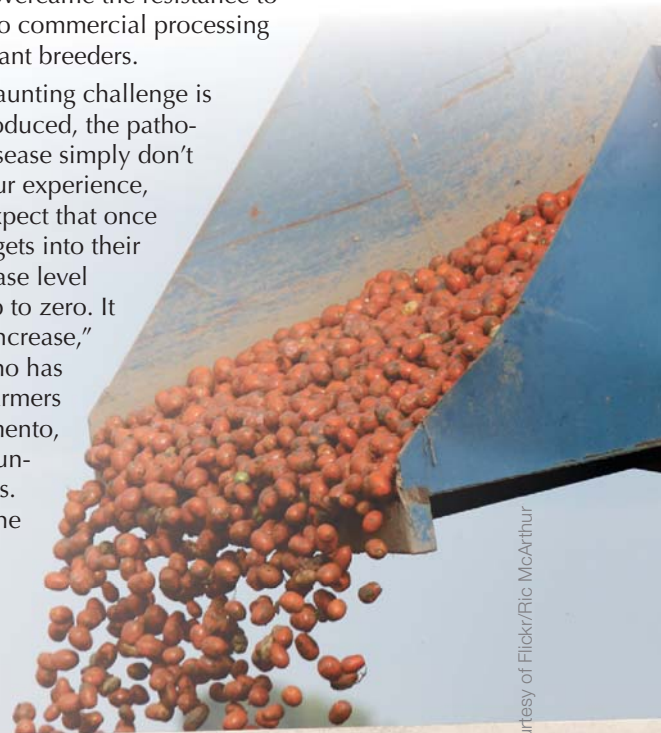 overcame the resistance to
o commercial processing
ant breeders.
aunting challenge is
oduced, the patho-
sease simply don't
ur experience,
xpect that once
gets into their
ase level
o to zero. It
ncrease,"
no has
armers
mento,
un-
s.
ne
urtesy of Flickr/Ric McArthur